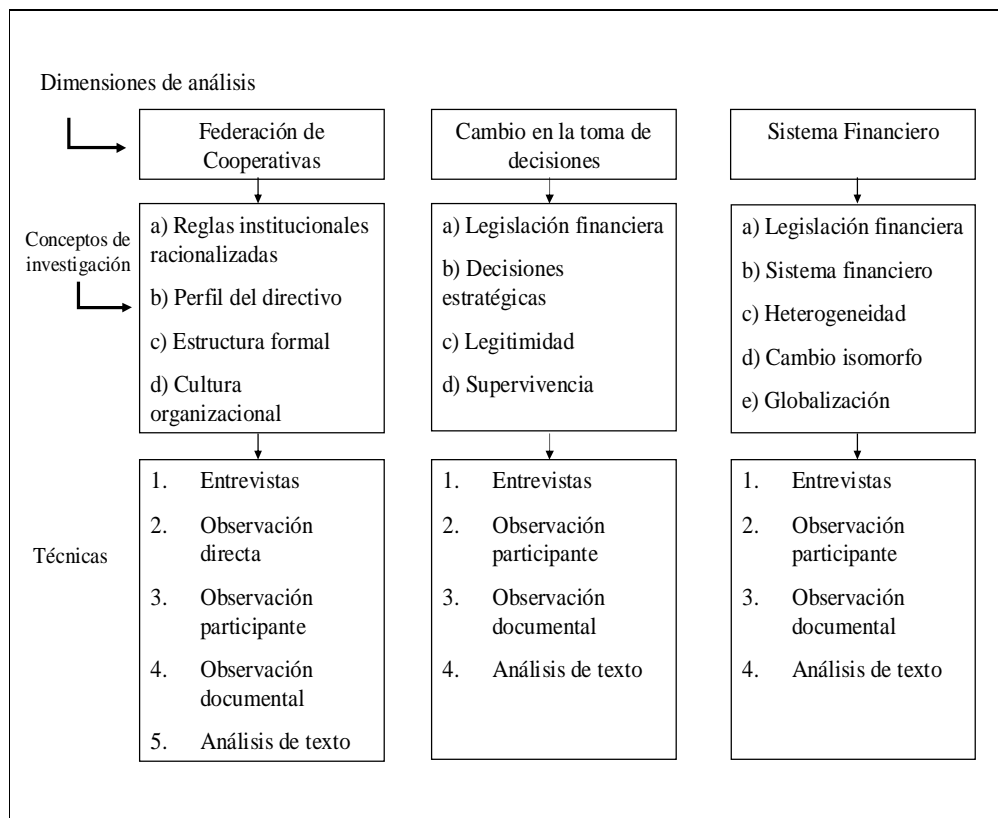 Dimensiones de análisis
Federación de
Cooperativas
Cambio en la toma de
decisiones
Sistema Financiero
Conceptos de
investigación
a) Reglas institucionales
racionalizadas
b) Perfil del directivo
c) Estructura formal
d) Cultura
organizacional
a) Legislación financiera
b) Decisiones
estratégicas
c) Legitimidad
d) Supervivencia
a) Legislación financiera
b) Sistema financiero
c) Heterogeneidad
d) Cambio isomorfo
e) Globalización
Técnicas
1. Entrevistas
2. Observación
directa
3. Observación
participante
4. Observación
documental
5. Análisis de texto
1. Entrevistas
2. Observación
participante
3. Observación
documental
4. Análisis de texto
1. Entrevistas
2. Observación
participante
3. Observación
documental
4. Análisis de texto